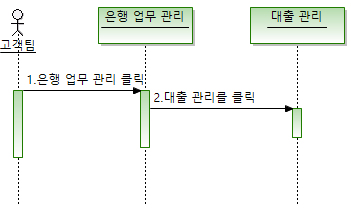 은행 업무 관리
대출 관리
고객팀
1.은행 업무 관리 클릭
2.대출 관리를 클릭